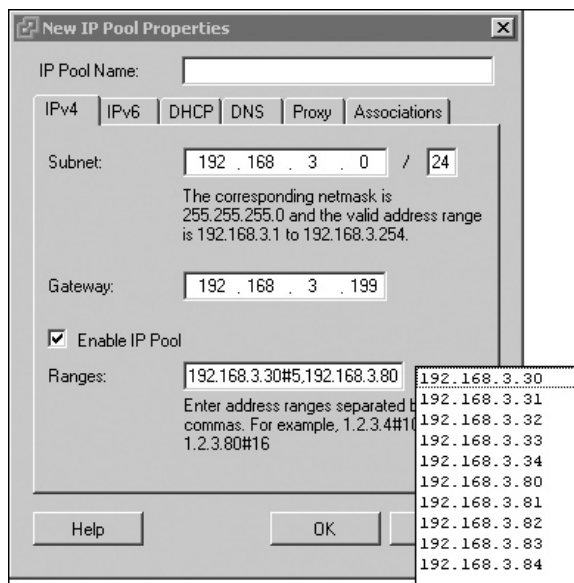 New IP Pool Properties
IP Pool Name:
IPv4 IPv6 DHCP DNS Proxy Associations
Subnet: 192 . 168 . 3 . 0 / 24
The corresponding netmask is
255.255.255.0 and the valid address range
is 192.168.3.1 to 192.168.3.254.
Gateway: 192 . 168 . 3 . 199
Enable IP Pool
Ranges: 192.168.3.30#5,192.168.3.80
Enter address ranges separated b
commas. For example, 1.2.3.4#10
1.2.3.80#16
192.168.3.30
192.168.3.31
192.168.3.32
192.168.3.33
192.168.3.34
192.168.3.80
192.168.3.81
192.168.3.82
192.168.3.83
192.168.3.84
Help OK